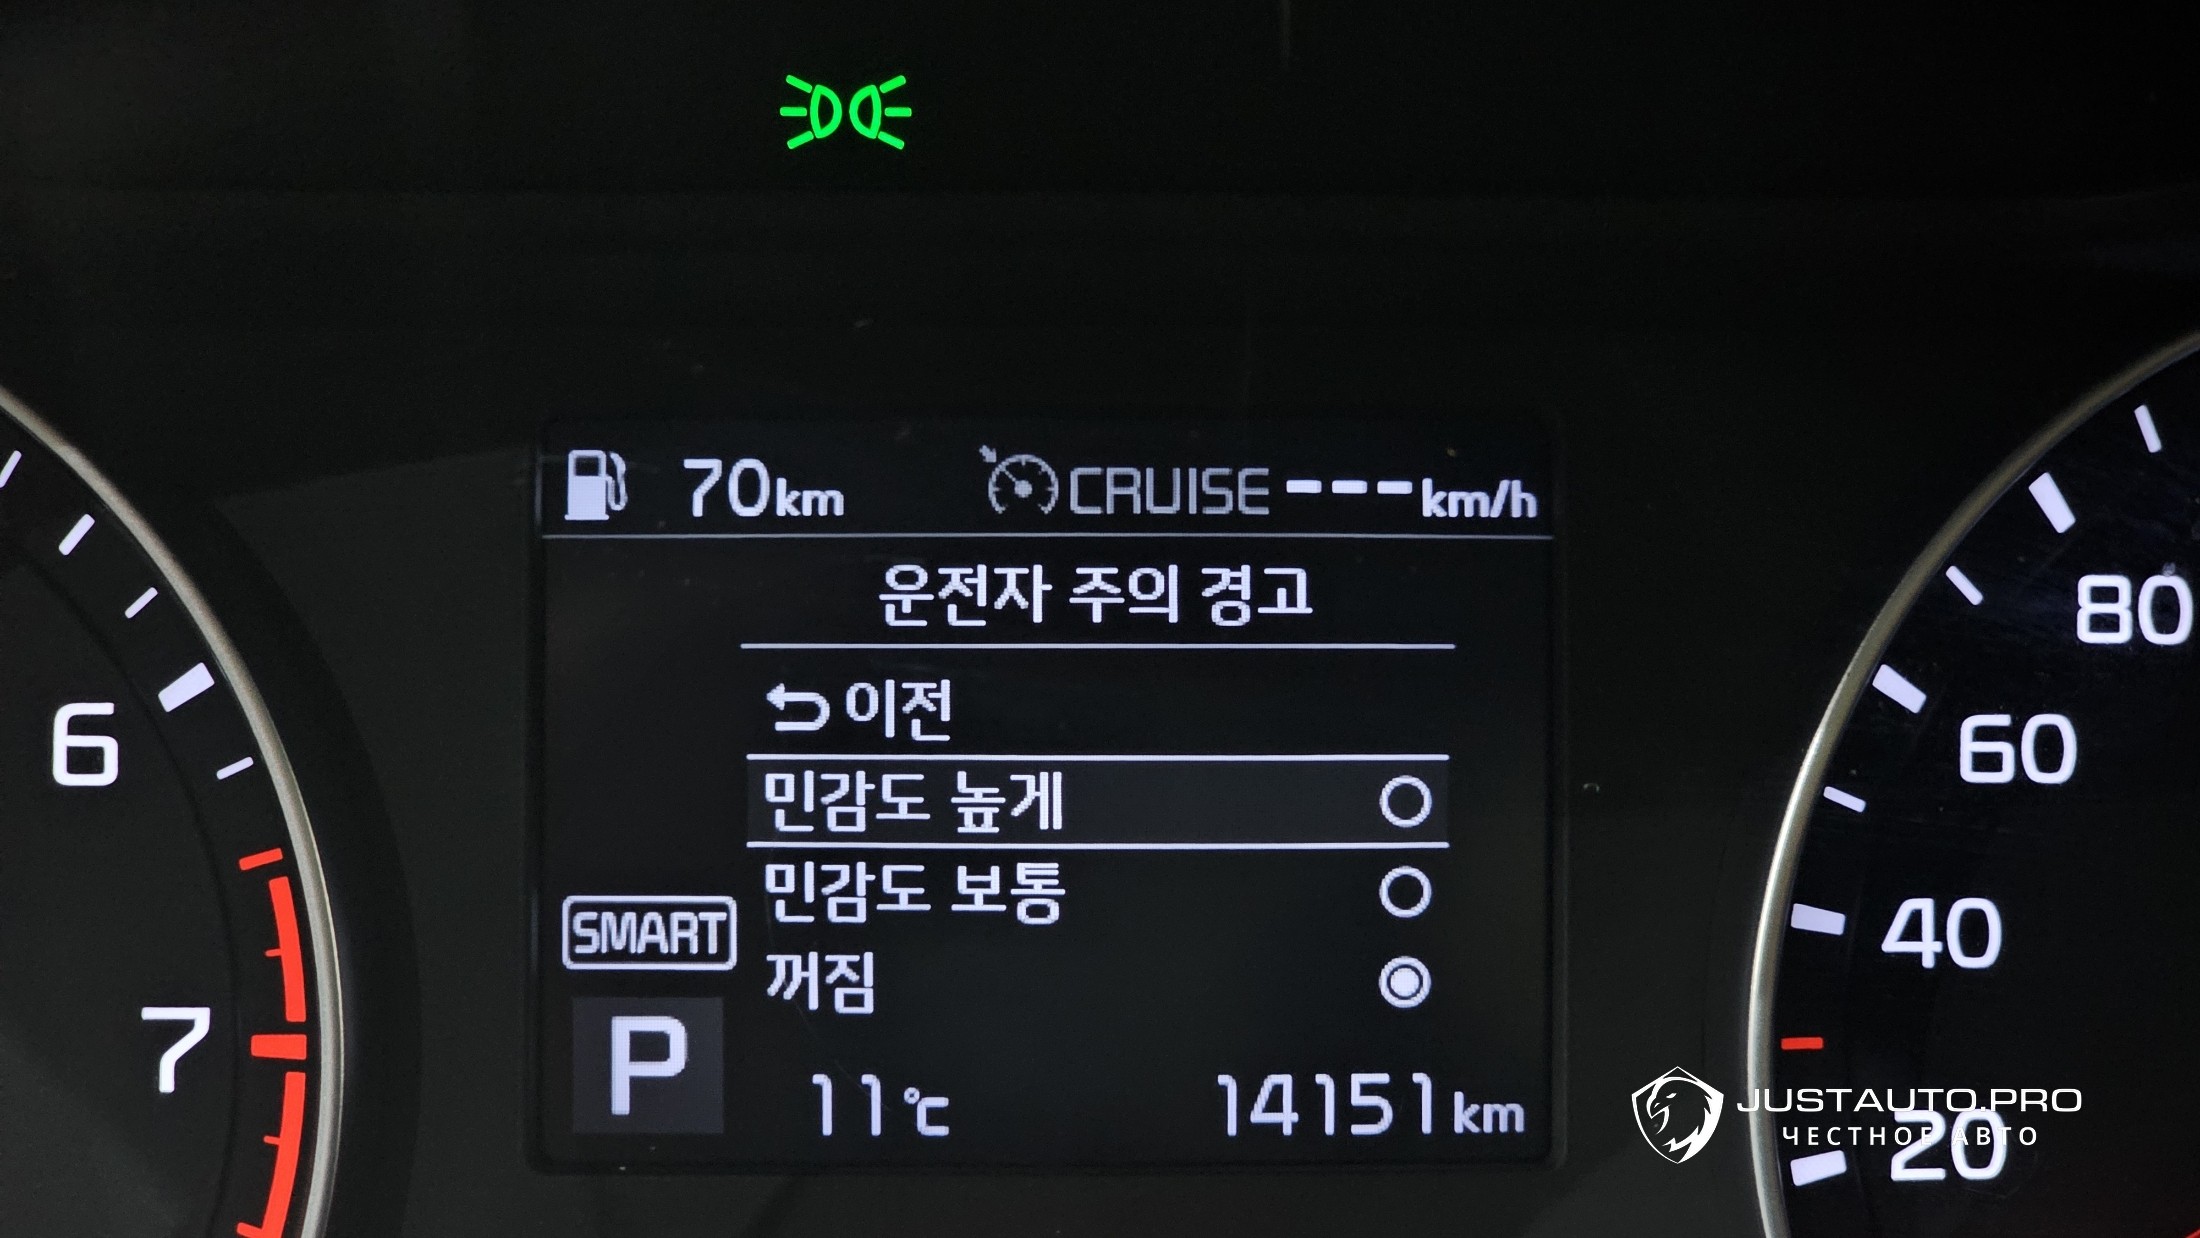 70km CRUISE ---km/h
운전자 주의 경고
이전
민감도 높게
민감도 보통
꺼짐
SMART
P
11℃ 14151km
6
7
80
60
40
20
JUSTAUTO.PRO
ЧЕСТНОЕ АВТО